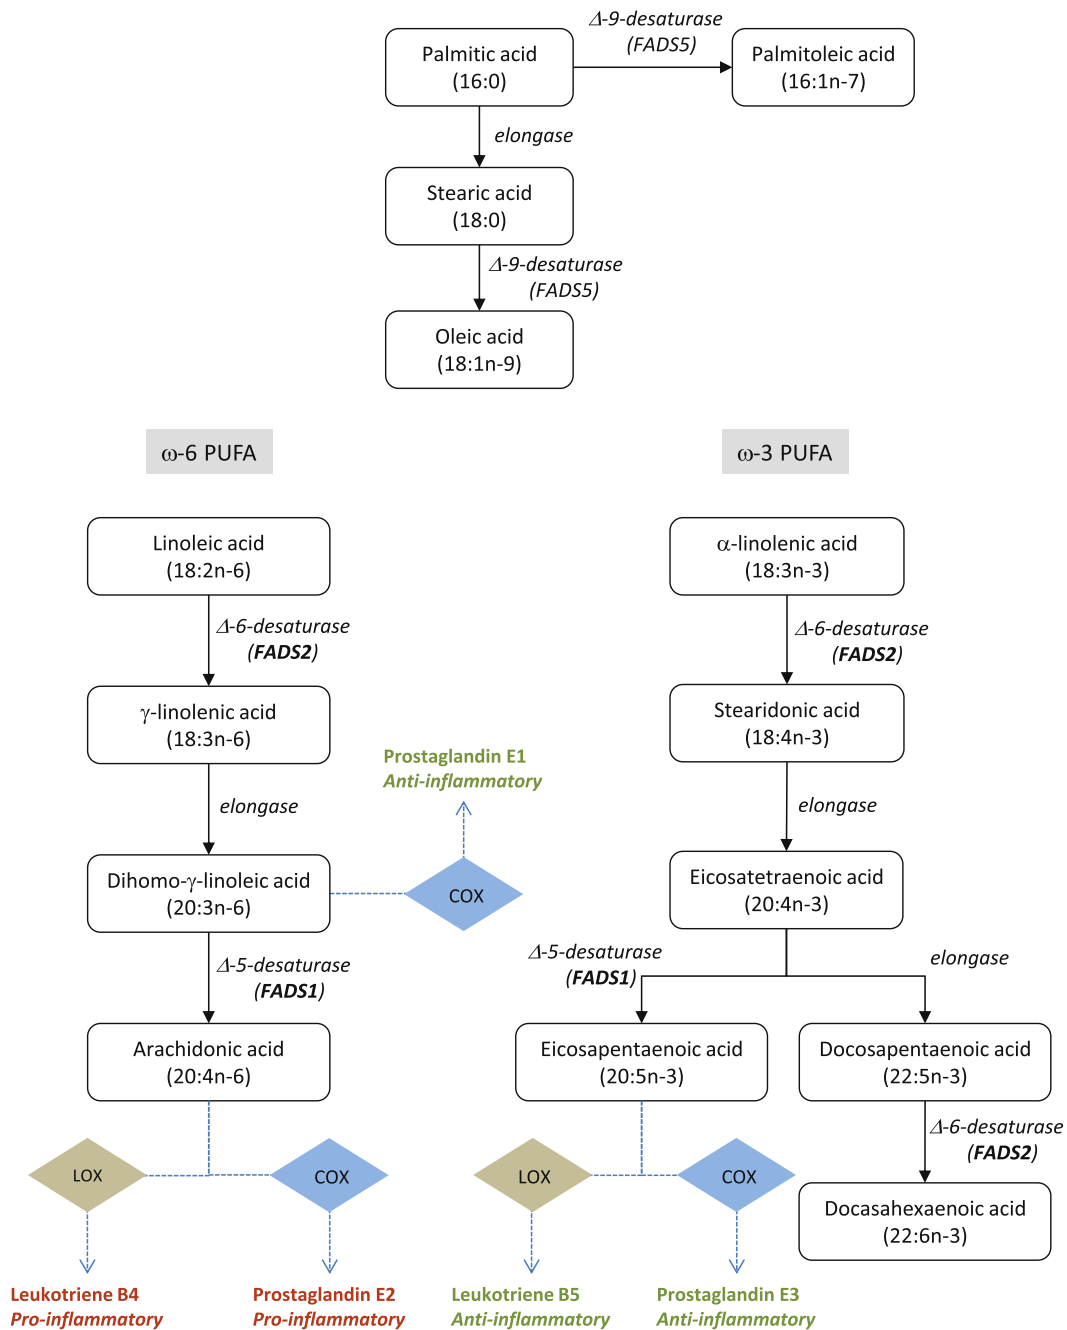 Δ-9-desaturase
(FADS5)
Palmitic acid
(16:0)
Palmitoleic acid
(16:1n-7)
elongase
Stearic acid
(18:0)
Δ-9-desaturase
(FADS5)
Oleic acid
(18:1n-9)
ω-6 PUFA
ω-3 PUFA
Linoleic acid
(18:2n-6)
α-linolenic acid
(18:3n-3)
Δ-6-desaturase
(FADS2)
Δ-6-desaturase
(FADS2)
γ-linolenic acid
(18:3n-6)
Stearidonic acid
(18:4n-3)
Prostaglandin E1
Anti-inflammatory
elongase
elongase
Dihomo-γ-linoleic acid
(20:3n-6)
COX
Eicosatetraenoic acid
(20:4n-3)
Δ-5-desaturase
(FADS1)
Δ-5-desaturase
(FADS1)
elongase
Arachidonic acid
(20:4n-6)
Eicosapentaenoic acid
(20:5n-3)
Docosapentaenoic acid
(22:5n-3)
Δ-6-desaturase
(FADS2)
LOX
COX
LOX
COX
Docasahexaenoic acid
(22:6n-3)
Leukotriene B4
Pro-inflammatory
Prostaglandin E2
Pro-inflammatory
Leukotriene B5
Anti-inflammatory
Prostaglandin E3
Anti-inflammatory